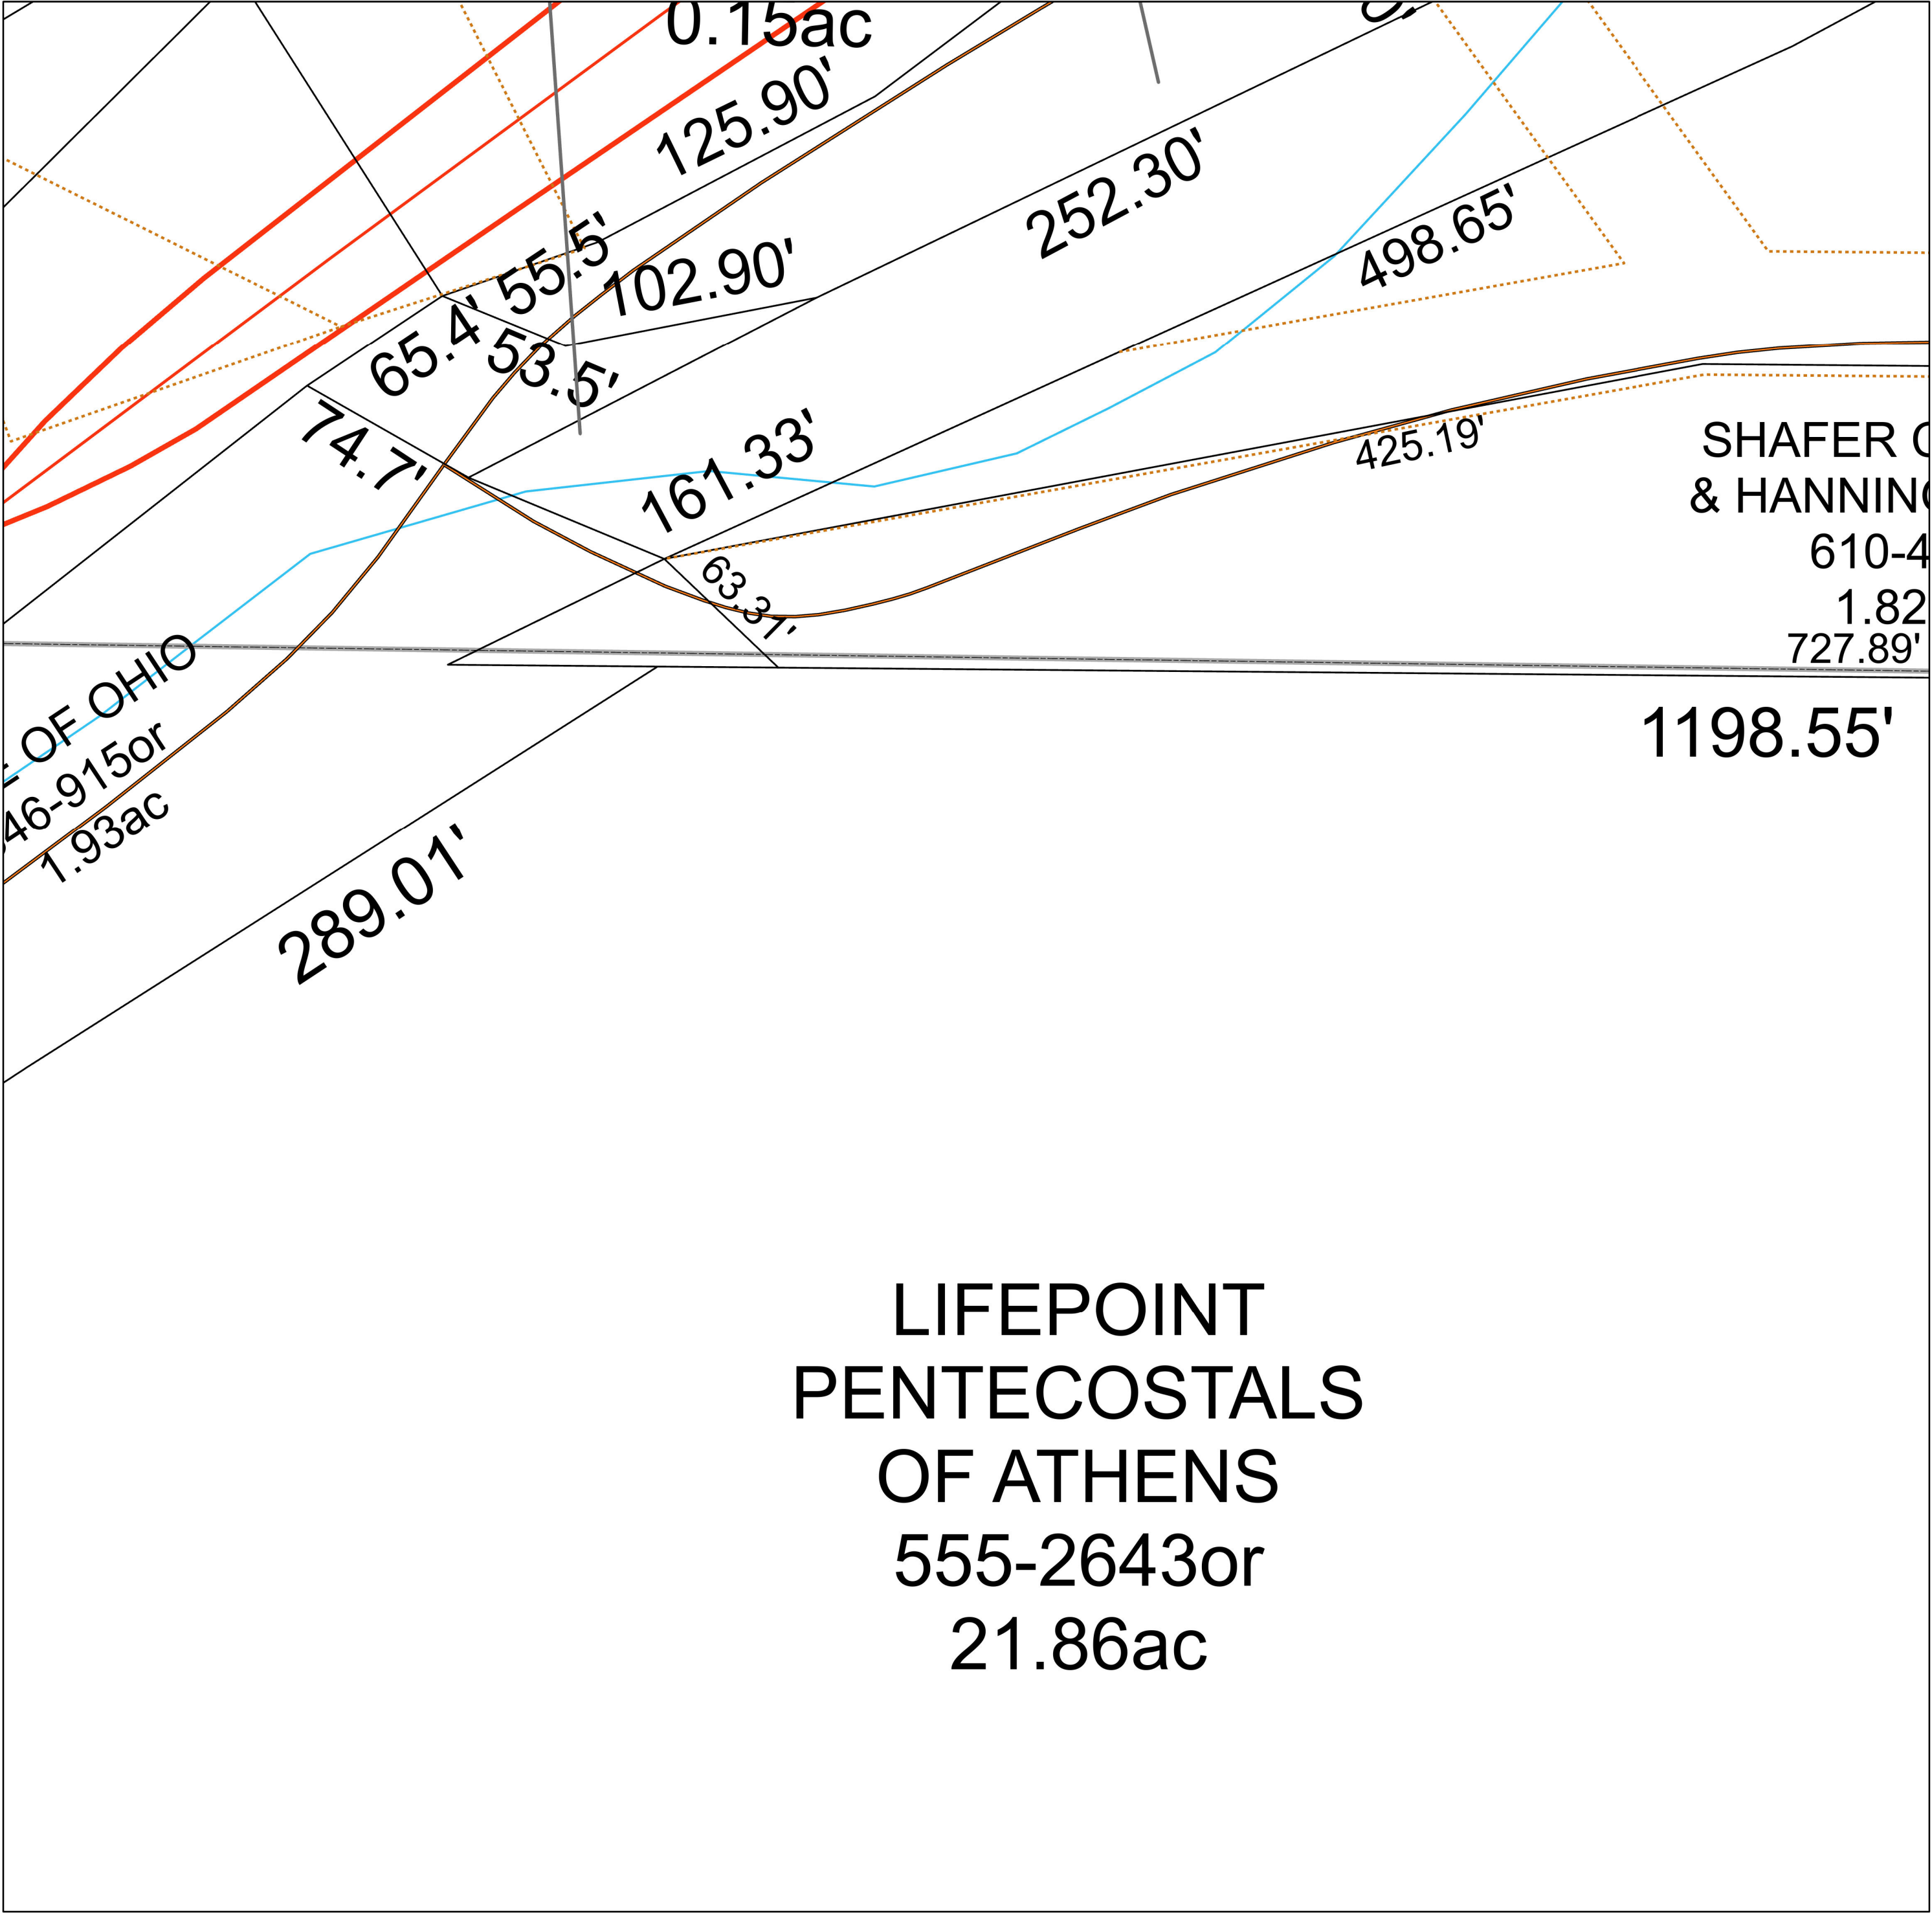 0.15ac
125.90'
252.30'
498.65'
55.5'
102.90'
65.4'
53.5'
74.7'
161.33'
425.19'
63.37'
SHAFER
& HANNING
610-4
1.82
727.89'
1198.55'
OF OHIO
46-915or
1.93ac
289.01'
LIFEPOINT
PENTECOSTALS
OF ATHENS
555-2643or
21.86ac